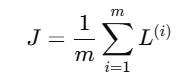 J = \frac{1}{m} \sum_{i=1}^{m} L^{(i)}